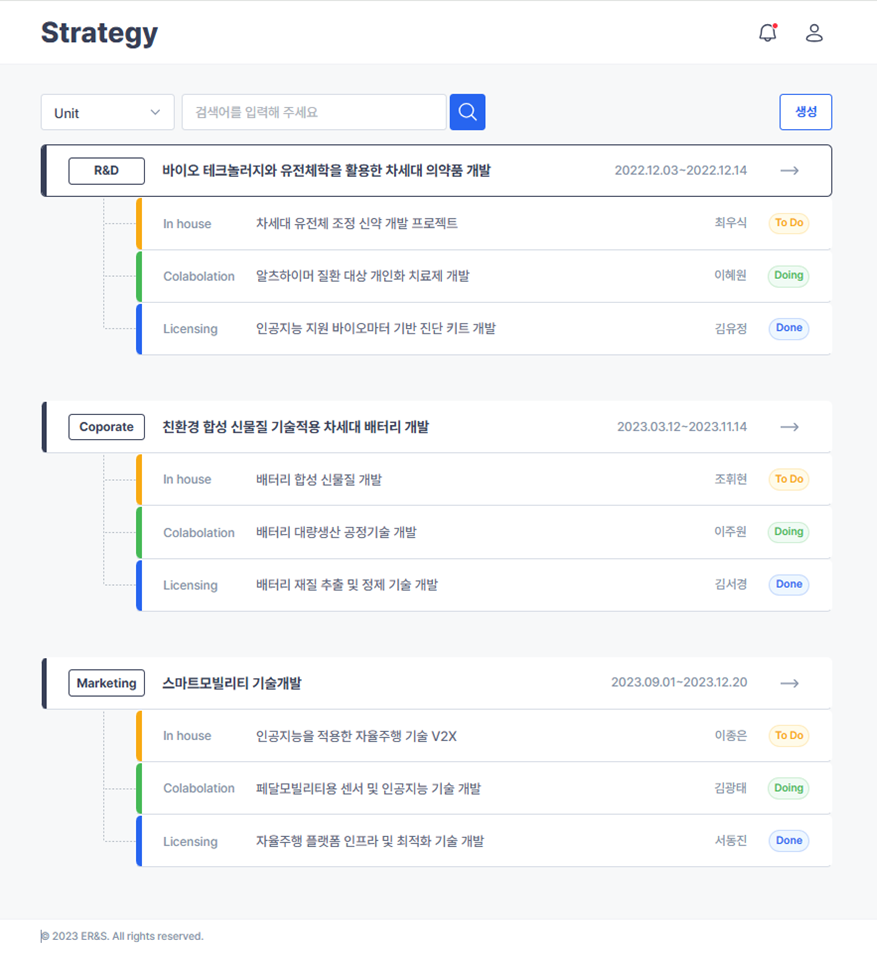 Strategy
Unit
검색어를 입력해 주세요
생성
R&D 바이오 테크놀러지와 유전체학을 활용한 차세대 의약품 개발 2022.12.03~2022.12.14
In house 차세대 유전체 조정 신약 개발 프로젝트 최우식 To Do
Colabolation 알츠하이머 질환 대상 개인화 치료제 개발 이혜원 Doing
Licensing 인공지능 지원 바이오마터 기반 진단 키트 개발 김유정 Done
Coporate 친환경 합성 신물질 기술적용 차세대 배터리 개발 2023.03.12~2023.11.14
In house 배터리 합성 신물질 개발 조휘현 To Do
Colabolation 배터리 대량생산 공정기술 개발 이주원 Doing
Licensing 배터리 재질 추출 및 정제 기술 개발 김서경 Done
Marketing 스마트모빌리티 기술개발 2023.09.01~2023.12.20
In house 인공지능을 적용한 자율주행 기술 V2X 이종은 To Do
Colabolation 페달모빌리티용 센서 및 인공지능 기술 개발 김광태 Doing
Licensing 자율주행 플랫폼 인프라 및 최적화 기술 개발 서동진 Done
© 2023 ER&S. All rights reserved.